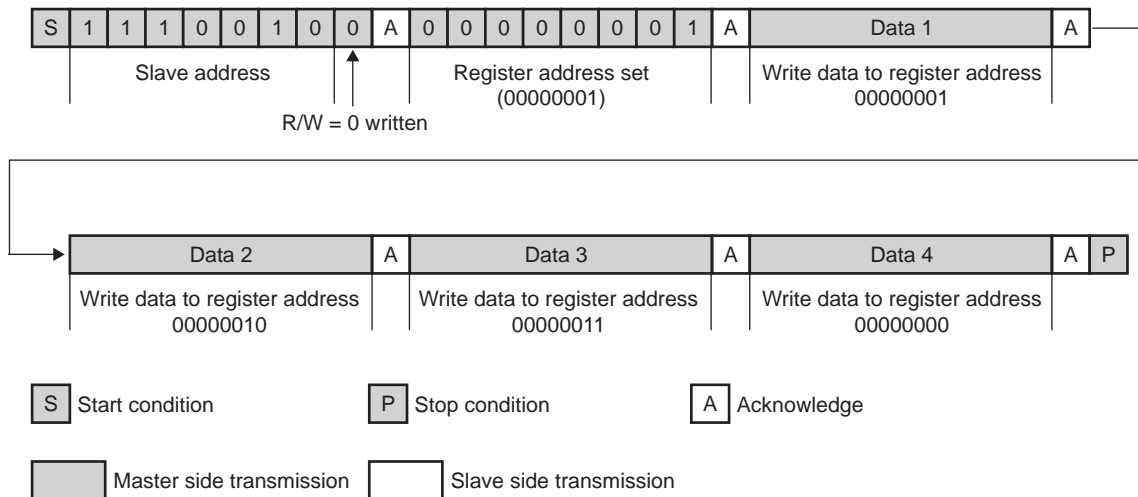 S 1 1 1 0 0 1 0 0 A 0 0 0 0 0 0 0 1 A Data 1 A
Slave address
R/W = 0 written
Register address set
(00000001)
Write data to register address
00000001
Data 2 A Data 3 A Data 4 A P
Write data to register address
00000010
Write data to register address
00000011
Write data to register address
00000000
S Start condition
P Stop condition
A Acknowledge
Master side transmission
Slave side transmission